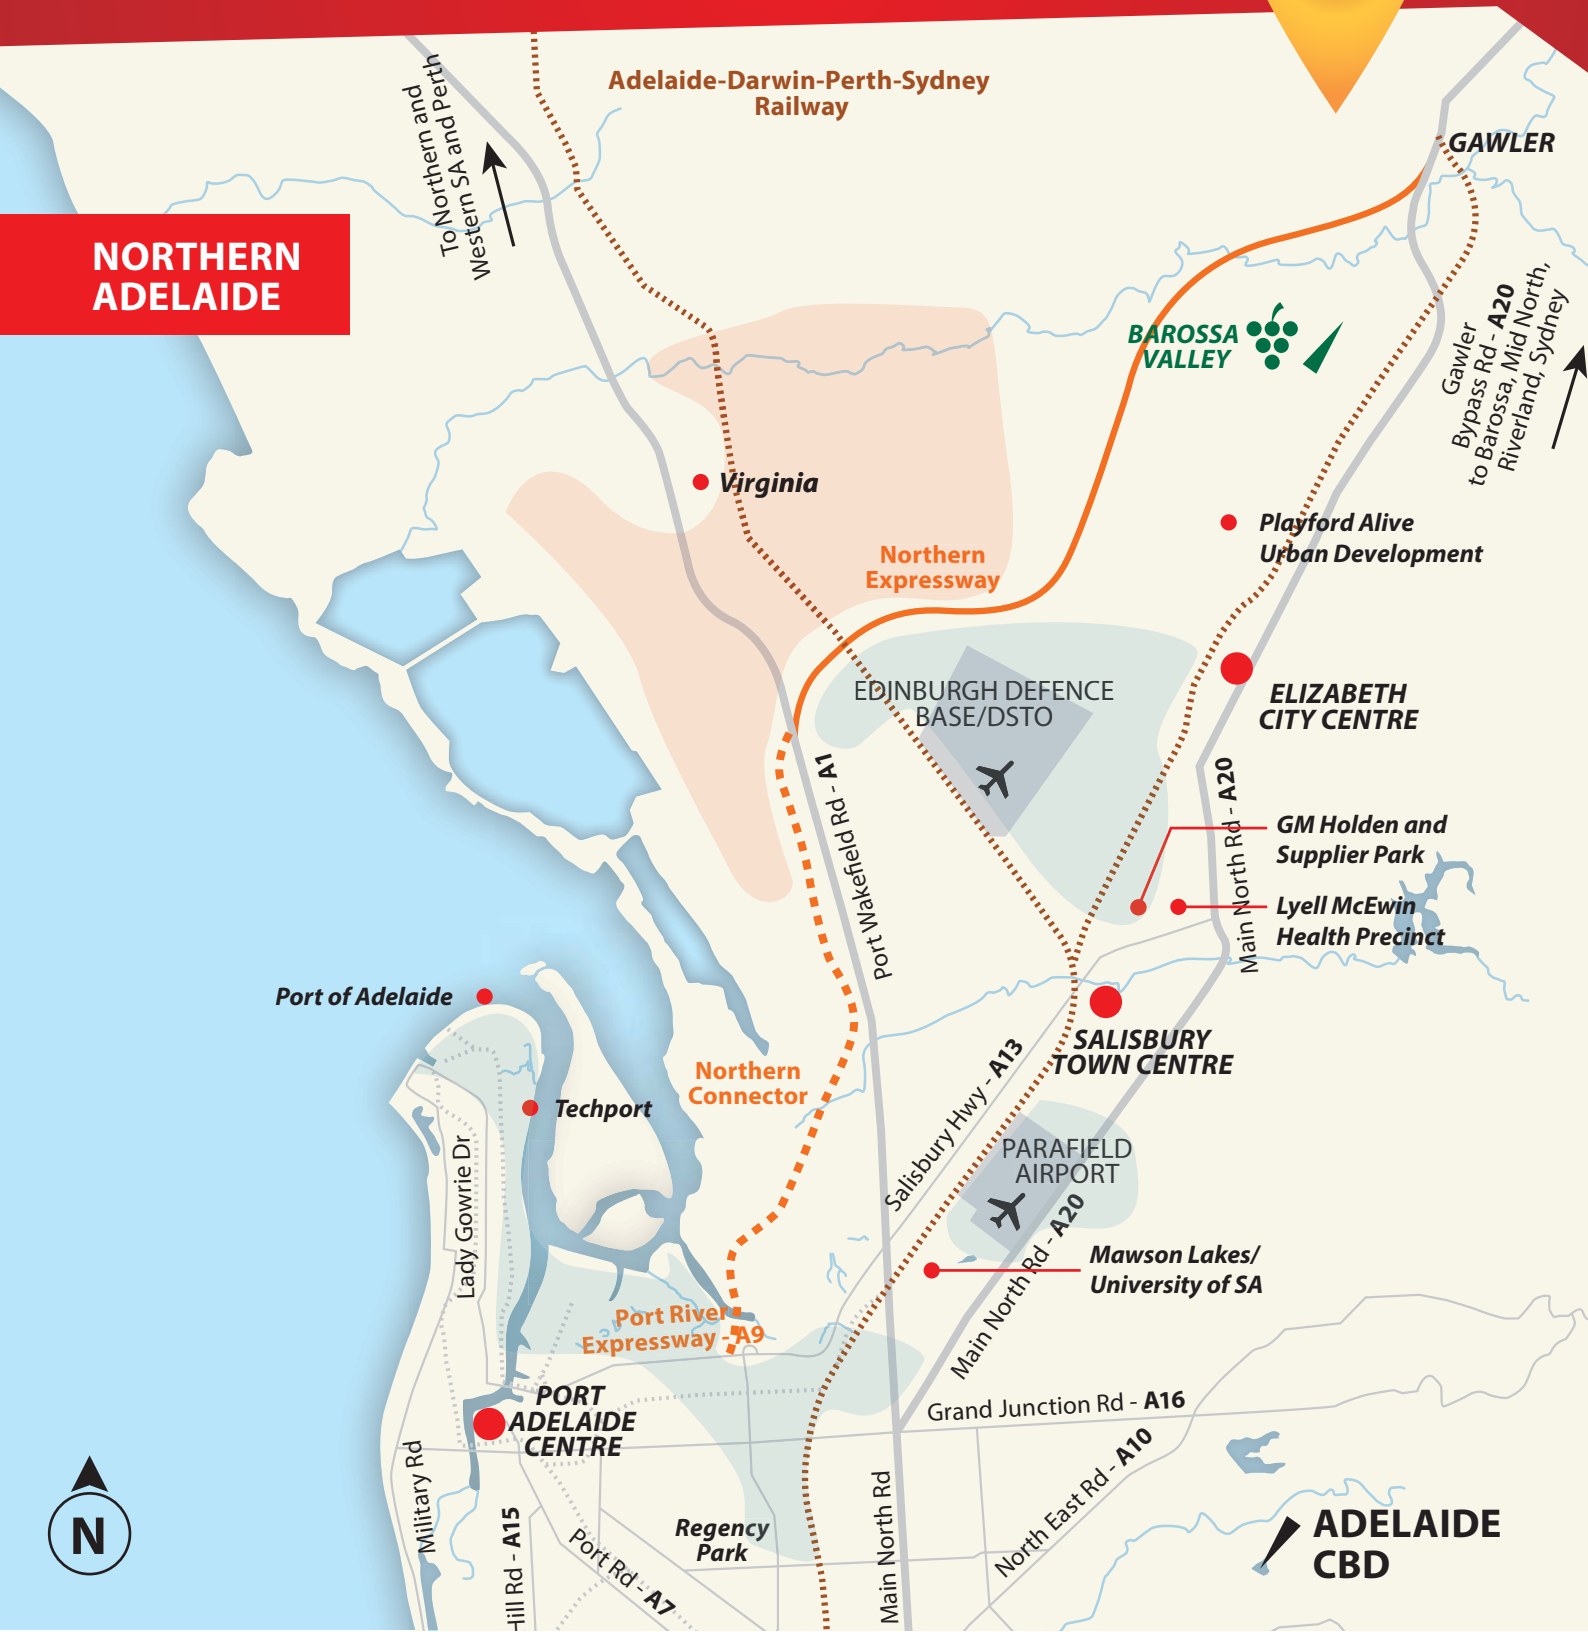 To Northern and
Western SA and Perth
Adelaide-Darwin-Perth-Sydney
Railway
GAWLER
NORTHERN
ADELAIDE
BAROSSA
VALLEY
Gawler
Bypass Rd - A20
to Barossa, Mid North,
Riverland, Sydney
Virginia
Playford Alive
Urban Development
Northern
Expressway
EDINBURGH DEFENCE
BASE/DSTO
ELIZABETH
CITY CENTRE
Port Wakefield Rd - A1
Main North Rd - A20
GM Holden and
Supplier Park
Lyell McEwin
Health Precinct
Port of Adelaide
SALISBURY
TOWN CENTRE
Northern
Connector
Salisbury Hwy - A13
Techport
PARAFIELD
AIRPORT
Lady Gowrie Dr
Main North Rd - A20
Mawson Lakes/
University of SA
Port River
Expressway - A9
PORT
ADELAIDE
CENTRE
Grand Junction Rd - A16
Military Rd
North East Rd - A10
N
Hill Rd - A15
Port Rd - A7
Regency
Park
Main North Rd
ADELAIDE
CBD